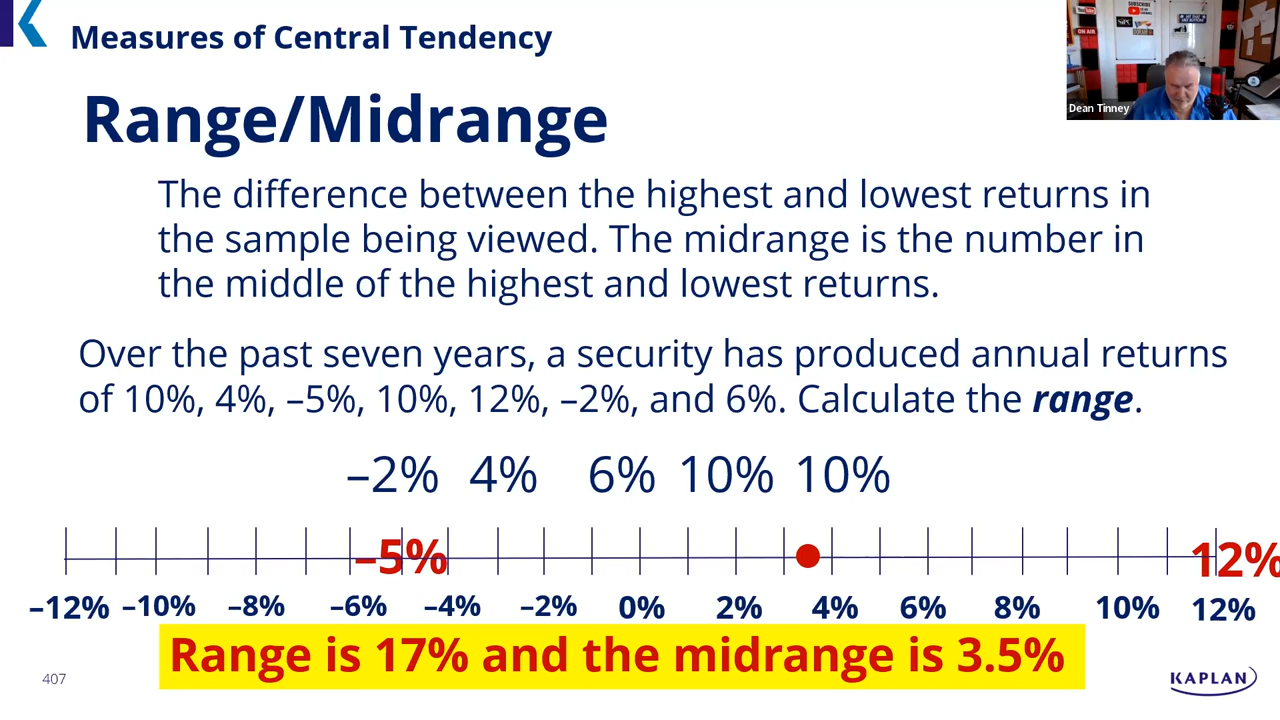 Measures of Central Tendency
Range/Midrange
The difference between the highest and lowest returns in
the sample being viewed. The midrange is the number in
the middle of the highest and lowest returns.
Over the past seven years, a security has produced annual returns
of 10%, 4%, –5%, 10%, 12%, –2%, and 6%. Calculate the range.
–2% 4% 6% 10% 10%
–5% 12%
–12% –10% –8% –6% –4% –2% 0% 2% 4% 6% 8% 10% 12%
Range is 17% and the midrange is 3.5%
407
KAPLAN
Dean Tinney
SUBSCRIBE
ON AIR